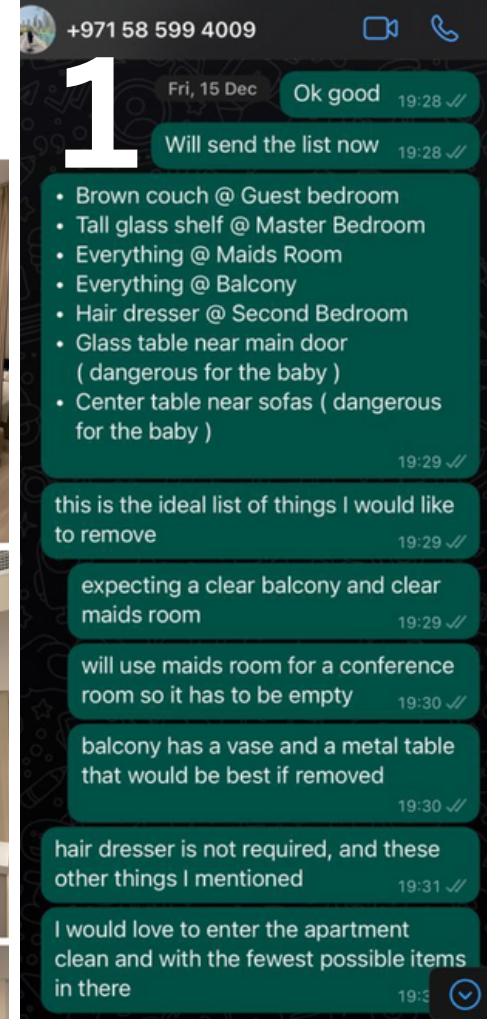 +971 58 599 4009
1
Fri, 15 Dec
Ok good 19:28
Will send the list now 19:28
• Brown couch @ Guest bedroom
• Tall glass shelf @ Master Bedroom
• Everything @ Maids Room
• Everything @ Balcony
• Hair dresser @ Second Bedroom
• Glass table near main door
( dangerous for the baby )
• Center table near sofas ( dangerous
for the baby )
19:29
this is the ideal list of things I would like
to remove 19:29
expecting a clear balcony and clear
maids room 19:29
will use maids room for a conference
room so it has to be empty 19:30
balcony has a vase and a metal table
that would be best if removed
19:30
hair dresser is not required, and these
other things I mentioned 19:31
I would love to enter the apartment
clean and with the fewest possible items
in there